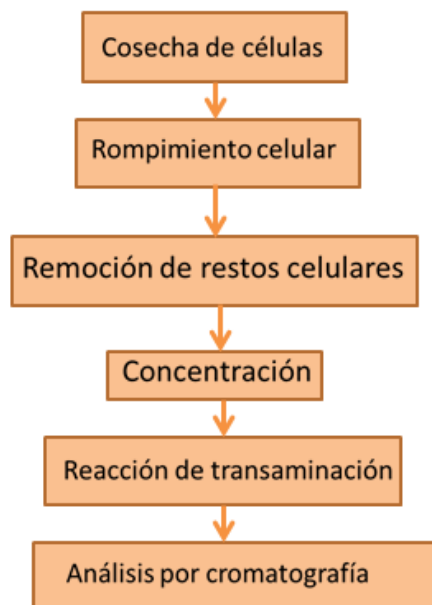 Cosecha de células
Rompimiento celular
Remoción de restos celulares
Concentración
Reacción de transaminación
Análisis por cromatografía